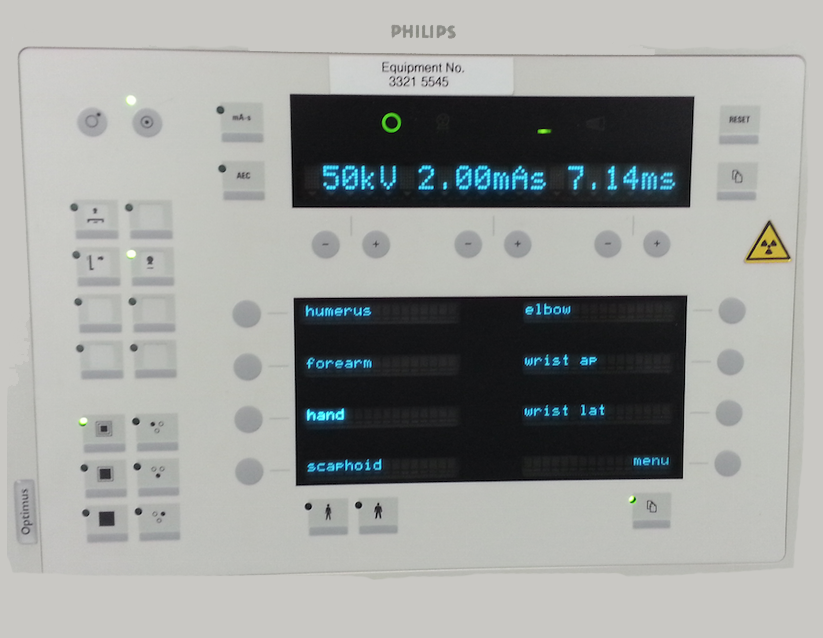 PHILIPS
Equipment No.
3321 5545
mA-s
RESET
AEC
50kV 2.00mAs 7.14ms
- + - + - +
humerus elbow
forearm wrist ap
hand wrist lat
scaphoid menu
Optimus